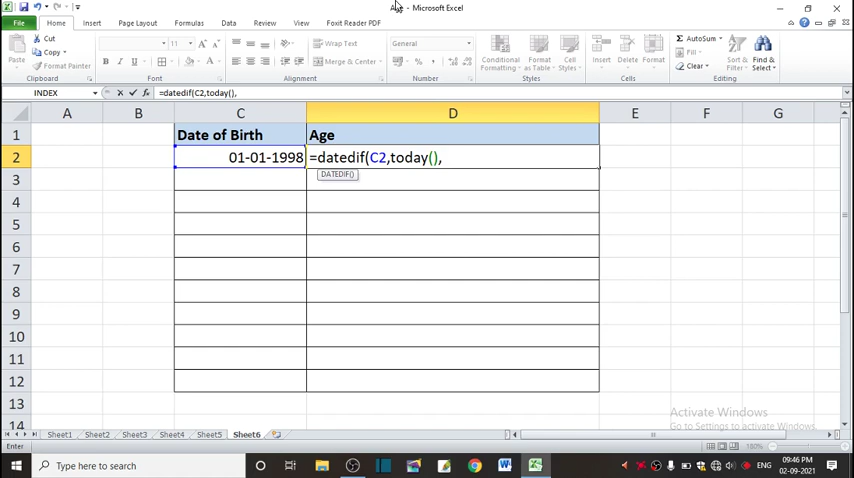 Age - Microsoft Excel
File Home Insert Page Layout Formulas Data Review View Foxit Reader PDF
Cut
Copy
Format Painter
Paste
Clipboard
11
B I U
Font
Wrap Text
Merge & Center
Alignment
General
Number
Conditional Formatting
Format as Table
Cell Styles
Styles
Insert Delete Format
Cells
AutoSum
Fill
Clear
Sort & Filter
Find & Select
Editing
INDEX
=datedif(C2,today(),
A B C D E F G
1 Date of Birth Age
2 01-01-1998 =datedif(C2,today(),
DATEDIF()
3
4
5
6
7
8
9
10
11
12
13
14
Activate Windows
Go to Settings to activate Windows.
Sheet1 Sheet2 Sheet3 Sheet4 Sheet5 Sheet6
Enter
180%
Type here to search
ENG
09:46 PM
02-09-2021